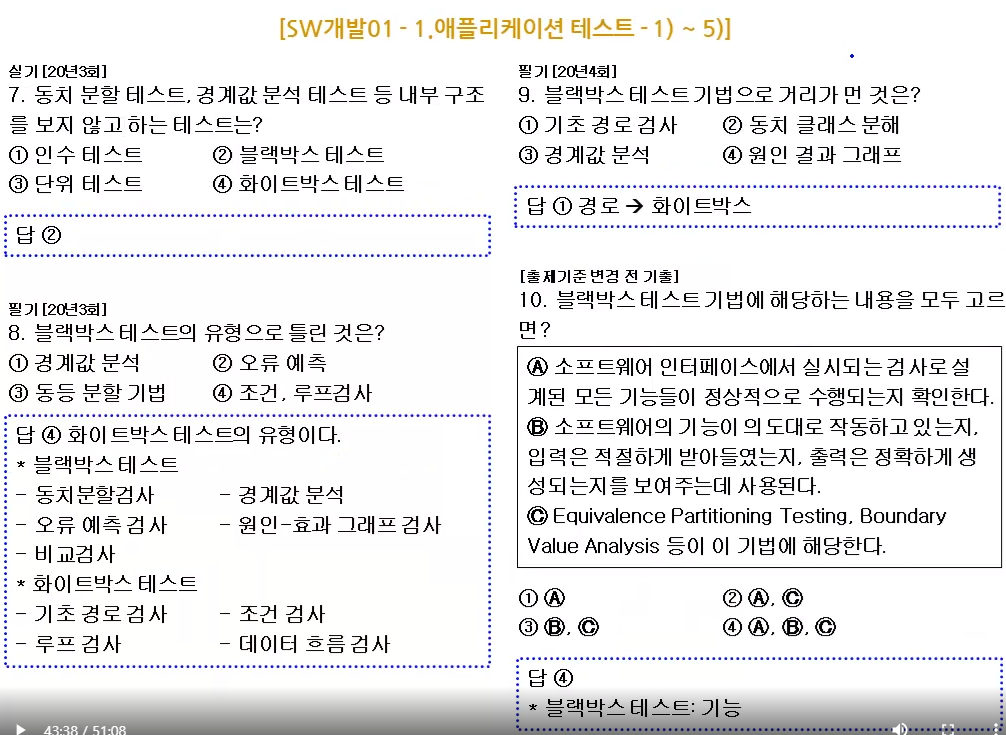 [SW개발01 - 1.애플리케이션 테스트 - 1) ~ 5)]
실기 [20년3회]
7. 동치 분할 테스트, 경계값 분석 테스트 등 내부 구조
를 보지 않고 하는 테스트는?
① 인수 테스트 ② 블랙박스 테스트
③ 단위 테스트 ④ 화이트박스 테스트
답 ②
필기 [20년3회]
8. 블랙박스 테스트의 유형으로 틀린 것은?
① 경계값 분석 ② 오류 예측
③ 동등 분할 기법 ④ 조건, 루프검사
답 ④ 화이트박스 테스트의 유형이다.
* 블랙박스 테스트
- 동치분할검사 - 경계값 분석
- 오류 예측 검사 - 원인-효과 그래프 검사
- 비교검사
* 화이트박스 테스트
- 기초 경로 검사 - 조건 검사
- 루프 검사 - 데이터 흐름 검사
필기 [20년4회]
9. 블랙박스 테스트 기법으로 거리가 먼 것은?
① 기초 경로 검사 ② 동치 클래스 분해
③ 경계값 분석 ④ 원인 결과 그래프
답 ① 경로 → 화이트박스
[출제기준 변경 전 기출]
10. 블랙박스 테스트 기법에 해당하는 내용을 모두 고르
면?
Ⓐ 소프트웨어 인터페이스에서 실시되는 검사로 설
계된 모든 기능들이 정상적으로 수행되는지 확인한다.
Ⓑ 소프트웨어의 기능이 의도대로 작동하고 있는지,
입력은 적절하게 받아들였는지, 출력은 정확하게 생
성되는지를 보여주는데 사용된다.
Ⓒ Equivalence Partitioning Testing, Boundary
Value Analysis 등이 이 기법에 해당한다.
① Ⓐ ② Ⓐ, Ⓒ
③ Ⓑ, Ⓒ ④ Ⓐ, Ⓑ, Ⓒ
답 ④
* 블랙박스 테스트: 기능
43:38 / 51:08